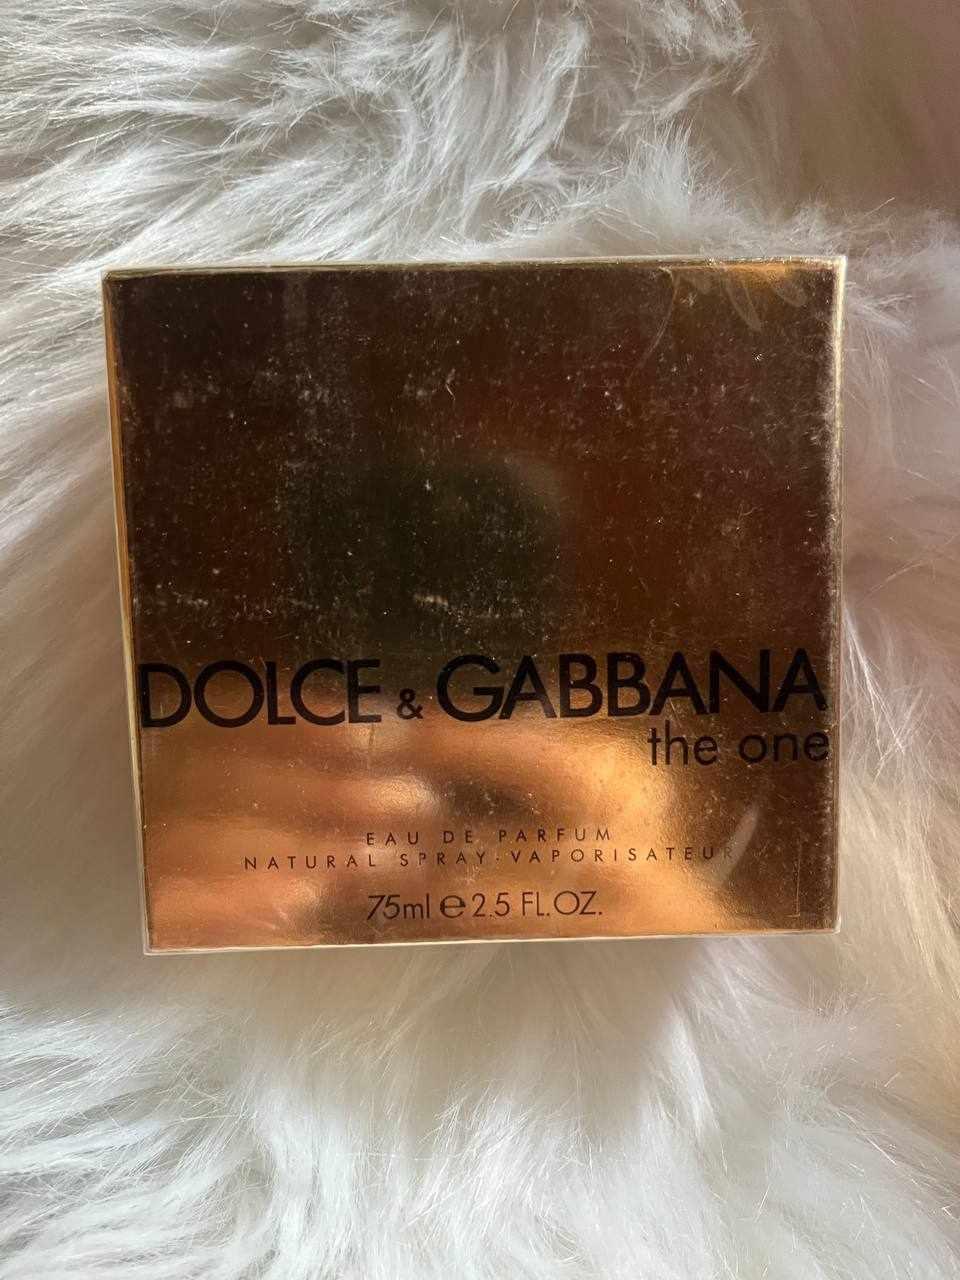 DOLCE & GABBANA
the one
EAU DE PARFUM
NATURAL SPRAY·VAPORISATEUR
75ml e 2.5 FL.OZ.